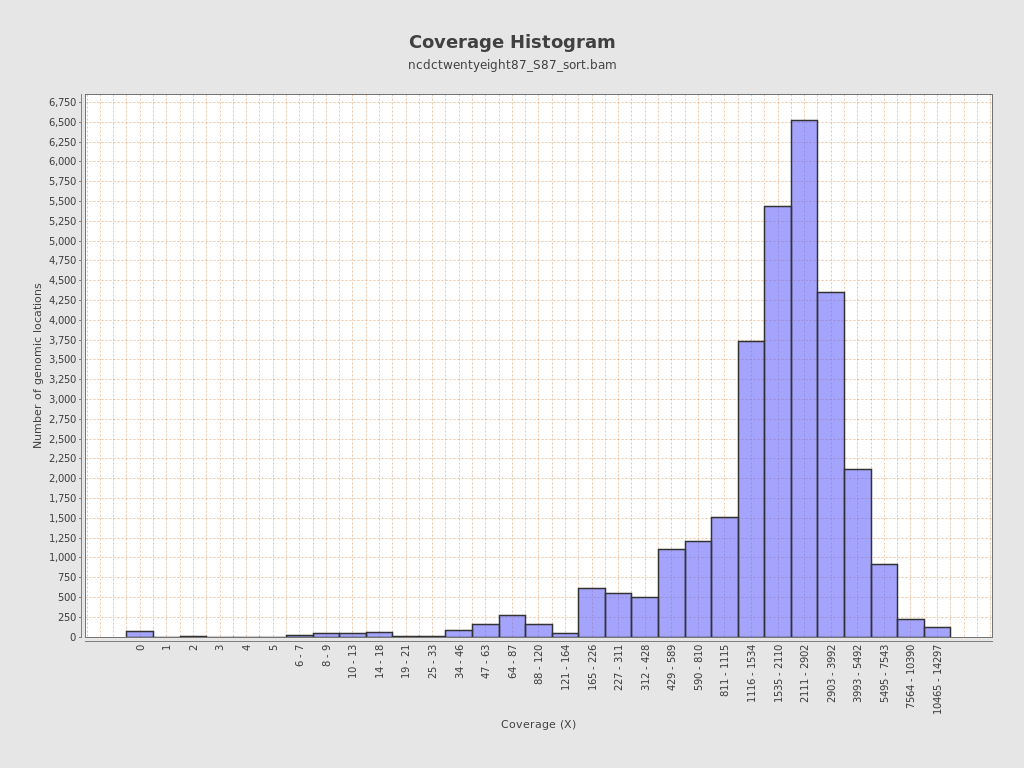 Coverage Histogram
ncdctwentyeight87_S87_sort.bam
6,750
6,500
6,250
6,000
5,750
5,500
5,250
5,000
4,750
4,500
4,250
4,000
3,750
3,500
3,250
3,000
2,750
2,500
2,250
2,000
1,750
1,500
1,250
1,000
750
500
250
0
Number of genomic locations
0
1
2
3
4
5
6 - 7
8 - 9
10 - 13
14 - 18
19 - 21
25 - 33
34 - 46
47 - 63
64 - 87
88 - 120
121 - 164
165 - 226
227 - 311
312 - 428
429 - 589
590 - 810
811 - 1115
1116 - 1534
1535 - 2110
2111 - 2902
2903 - 3992
3993 - 5492
5495 - 7543
7564 - 10390
10465 - 14297
Coverage (X)